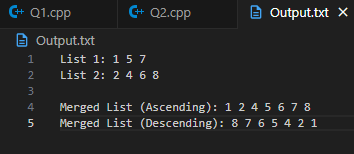 Q1.cpp Q2.cpp Output.txt X
Output.txt
1 List 1: 1 5 7
2 List 2: 2 4 6 8
3
4 Merged List (Ascending): 1 2 4 5 6 7 8
5 Merged List (Descending): 8 7 6 5 4 2 1